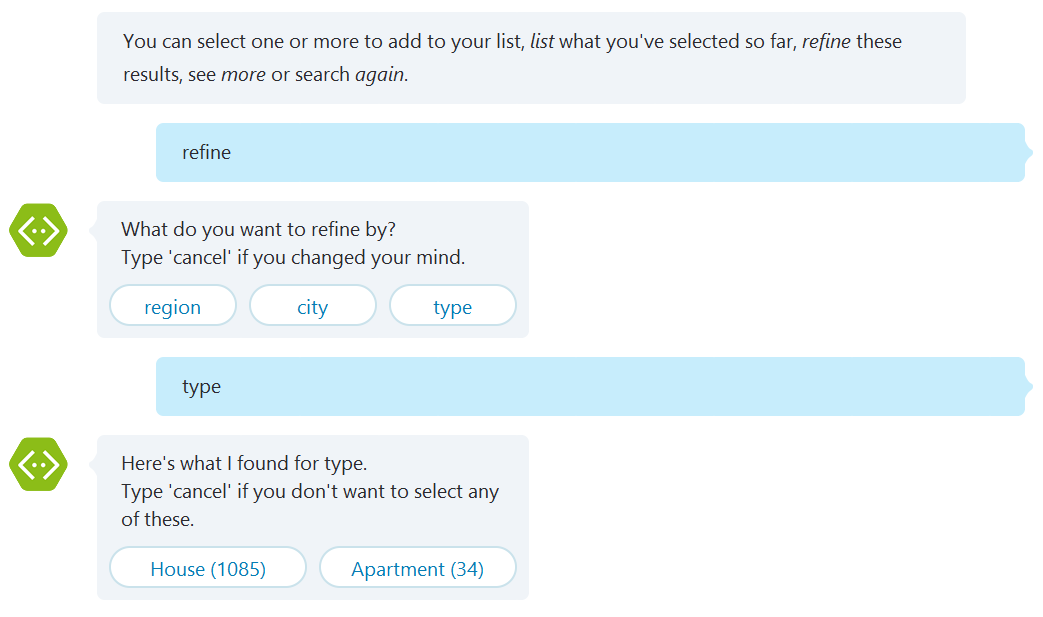 You can select one or more to add to your list, list what you've selected so far, refine these
results, see more or search again.
refine
What do you want to refine by?
Type 'cancel' if you changed your mind.
region city type
type
Here's what I found for type.
Type 'cancel' if you don't want to select any
of these.
House (1085) Apartment (34)